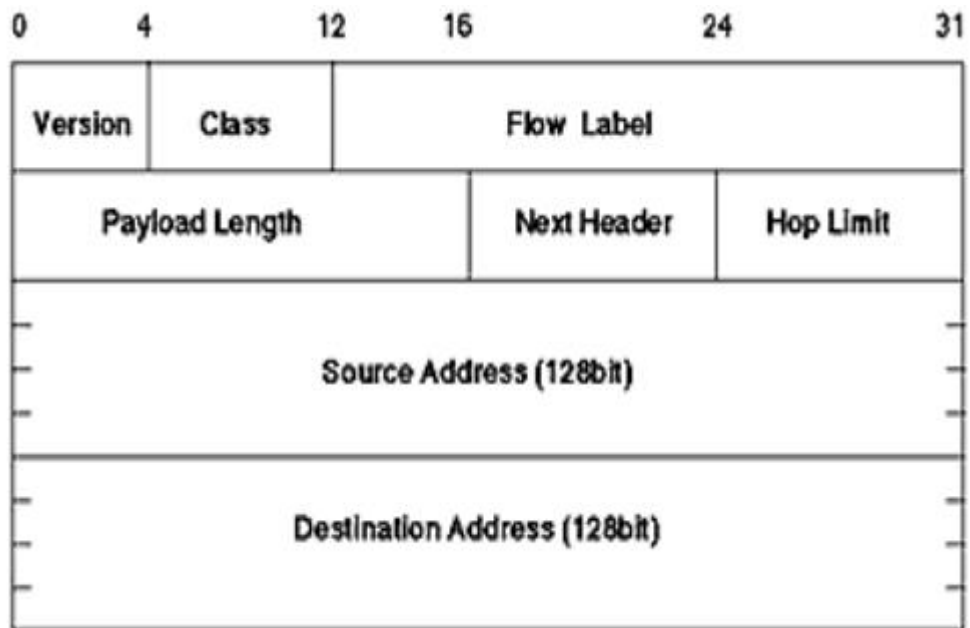 0 4 12 16 24 31
Version Class Flow Label
Payload Length Next Header Hop Limit
Source Address (128bit)
Destination Address (128bit)